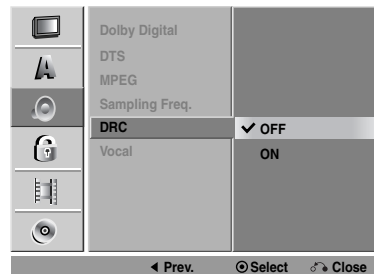 Dolby Digital
DTS
MPEG
Sampling Freq.
DRC
✓ OFF
Vocal
ON
◄ Prev.
Select
Close